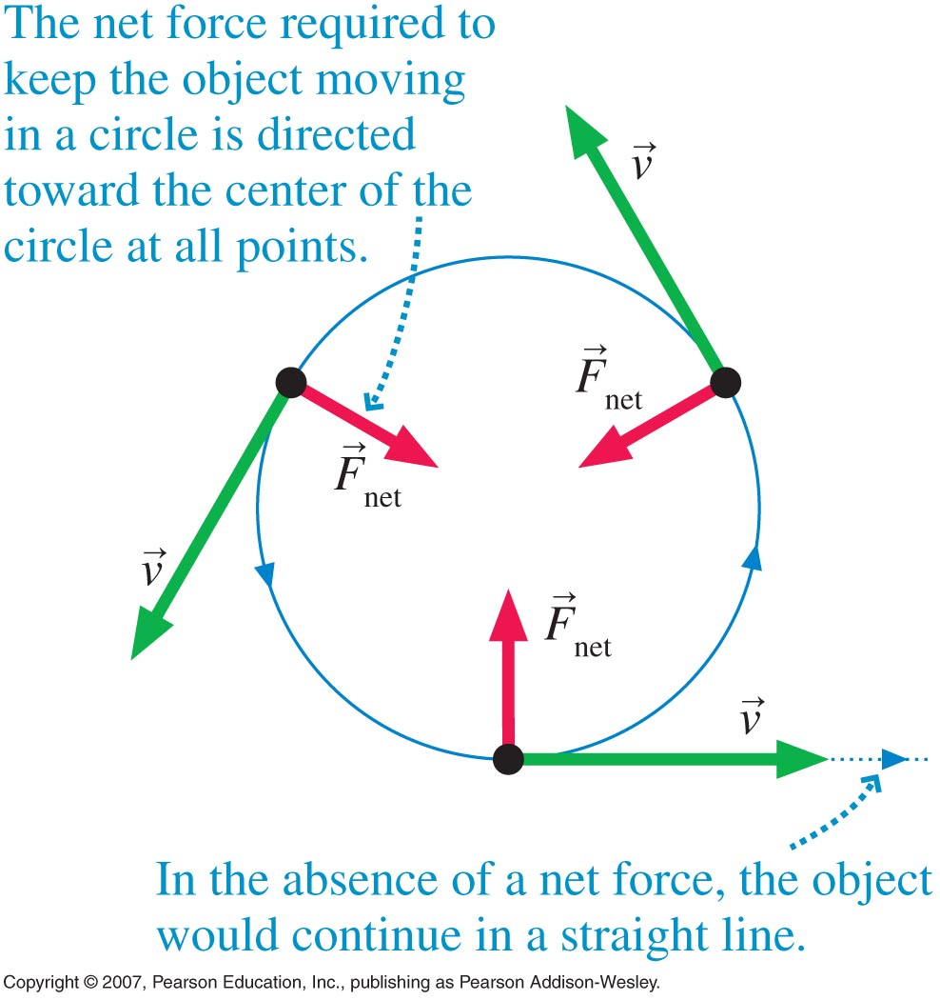 The net force required to
keep the object moving
in a circle is directed
toward the center of the
circle at all points.
v⃗
F⃗net
F⃗net
v⃗
F⃗net
v⃗
In the absence of a net force, the object
would continue in a straight line.
Copyright © 2007, Pearson Education, Inc., publishing as Pearson Addison-Wesley.